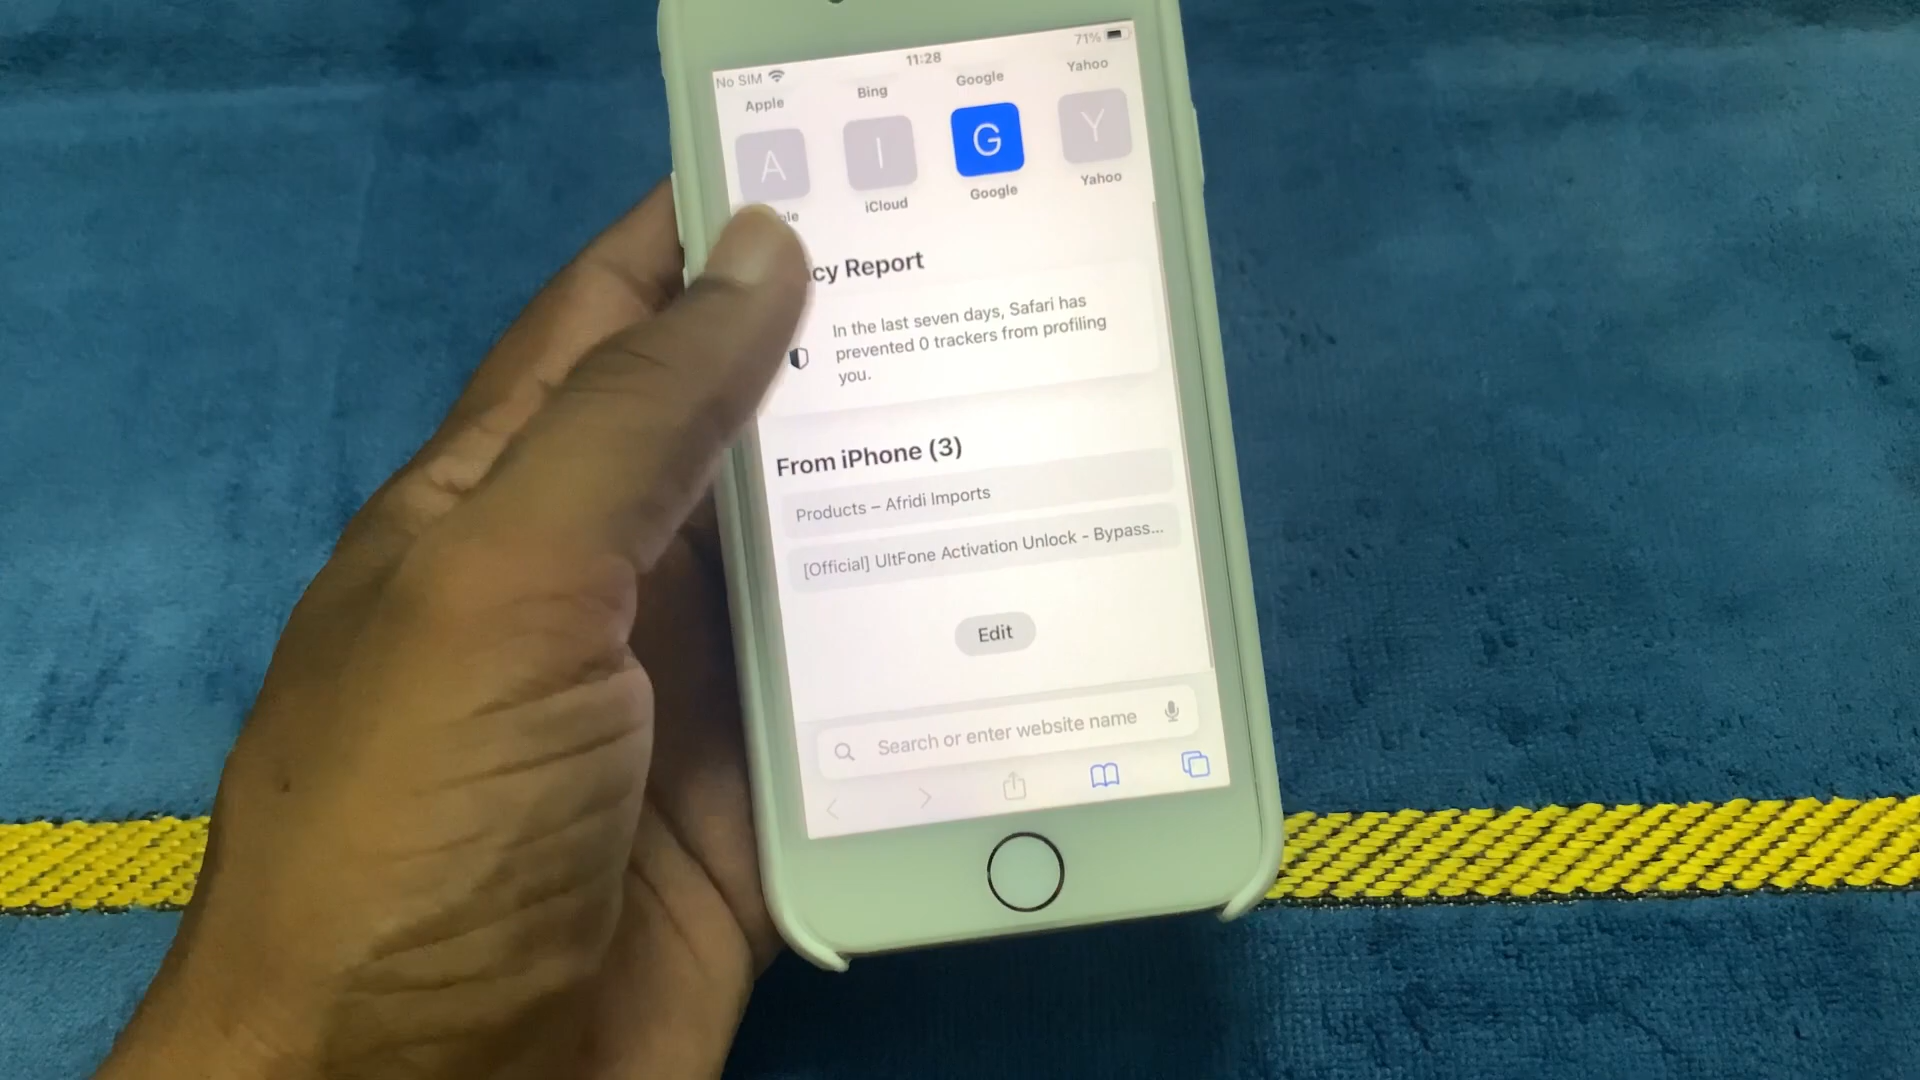 No SIM 11:28 71%
Apple Bing Google Yahoo
A I G Y
iCloud Google Yahoo
Report
In the last seven days, Safari has
prevented 0 trackers from profiling
you.
From iPhone (3)
Products – Afridi Imports
[Official] UltFone Activation Unlock - Bypass...
Edit
Search or enter website name